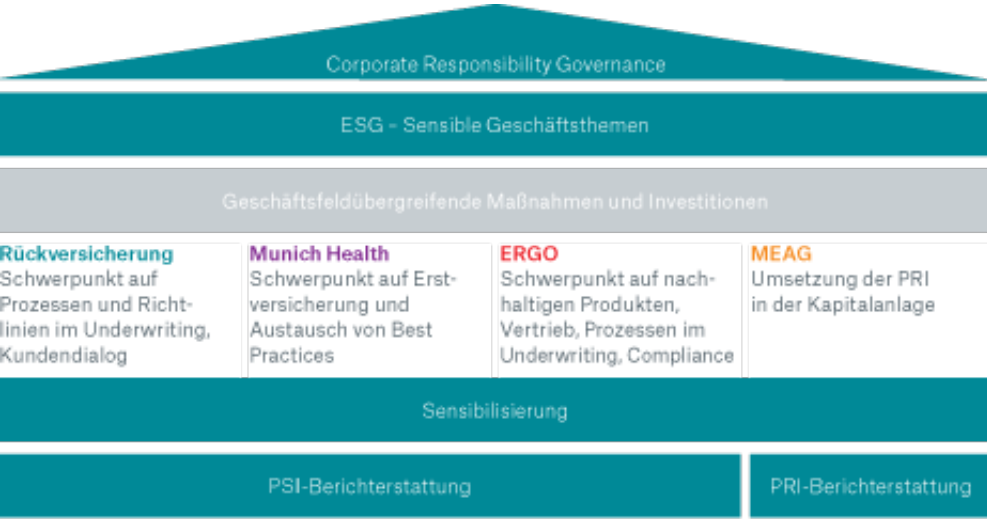 Corporate Responsibility Governance
ESG – Sensible Geschäftsthemen
Geschäftsfeldübergreifende Maßnahmen und Investitionen
Rückversicherung
Schwerpunkt auf
Prozessen und Richt-
linien im Underwriting,
Kundendialog
Munich Health
Schwerpunkt auf Erst-
versicherung und
Austausch von Best
Practices
ERGO
Schwerpunkt auf nach-
haltigen Produkten,
Vertrieb, Prozessen im
Underwriting, Compliance
MEAG
Umsetzung der PRI
in der Kapitalanlage
Sensibilisierung
PSI-Berichterstattung
PRI-Berichterstattung